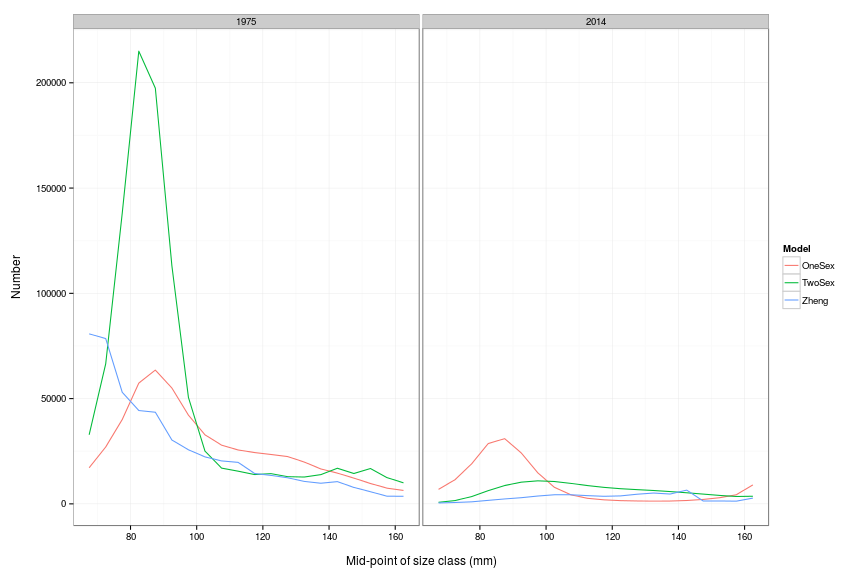 1975
2014
Number
200000
150000
100000
50000
0
80
100
120
140
160
80
100
120
140
160
Mid-point of size class (mm)
Model
OneSex
TwoSex
Zheng